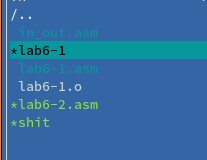 /..
in_out.asm
*lab6-1
lab6-1.asm
lab6-1.o
*lab6-2.asm
*shit